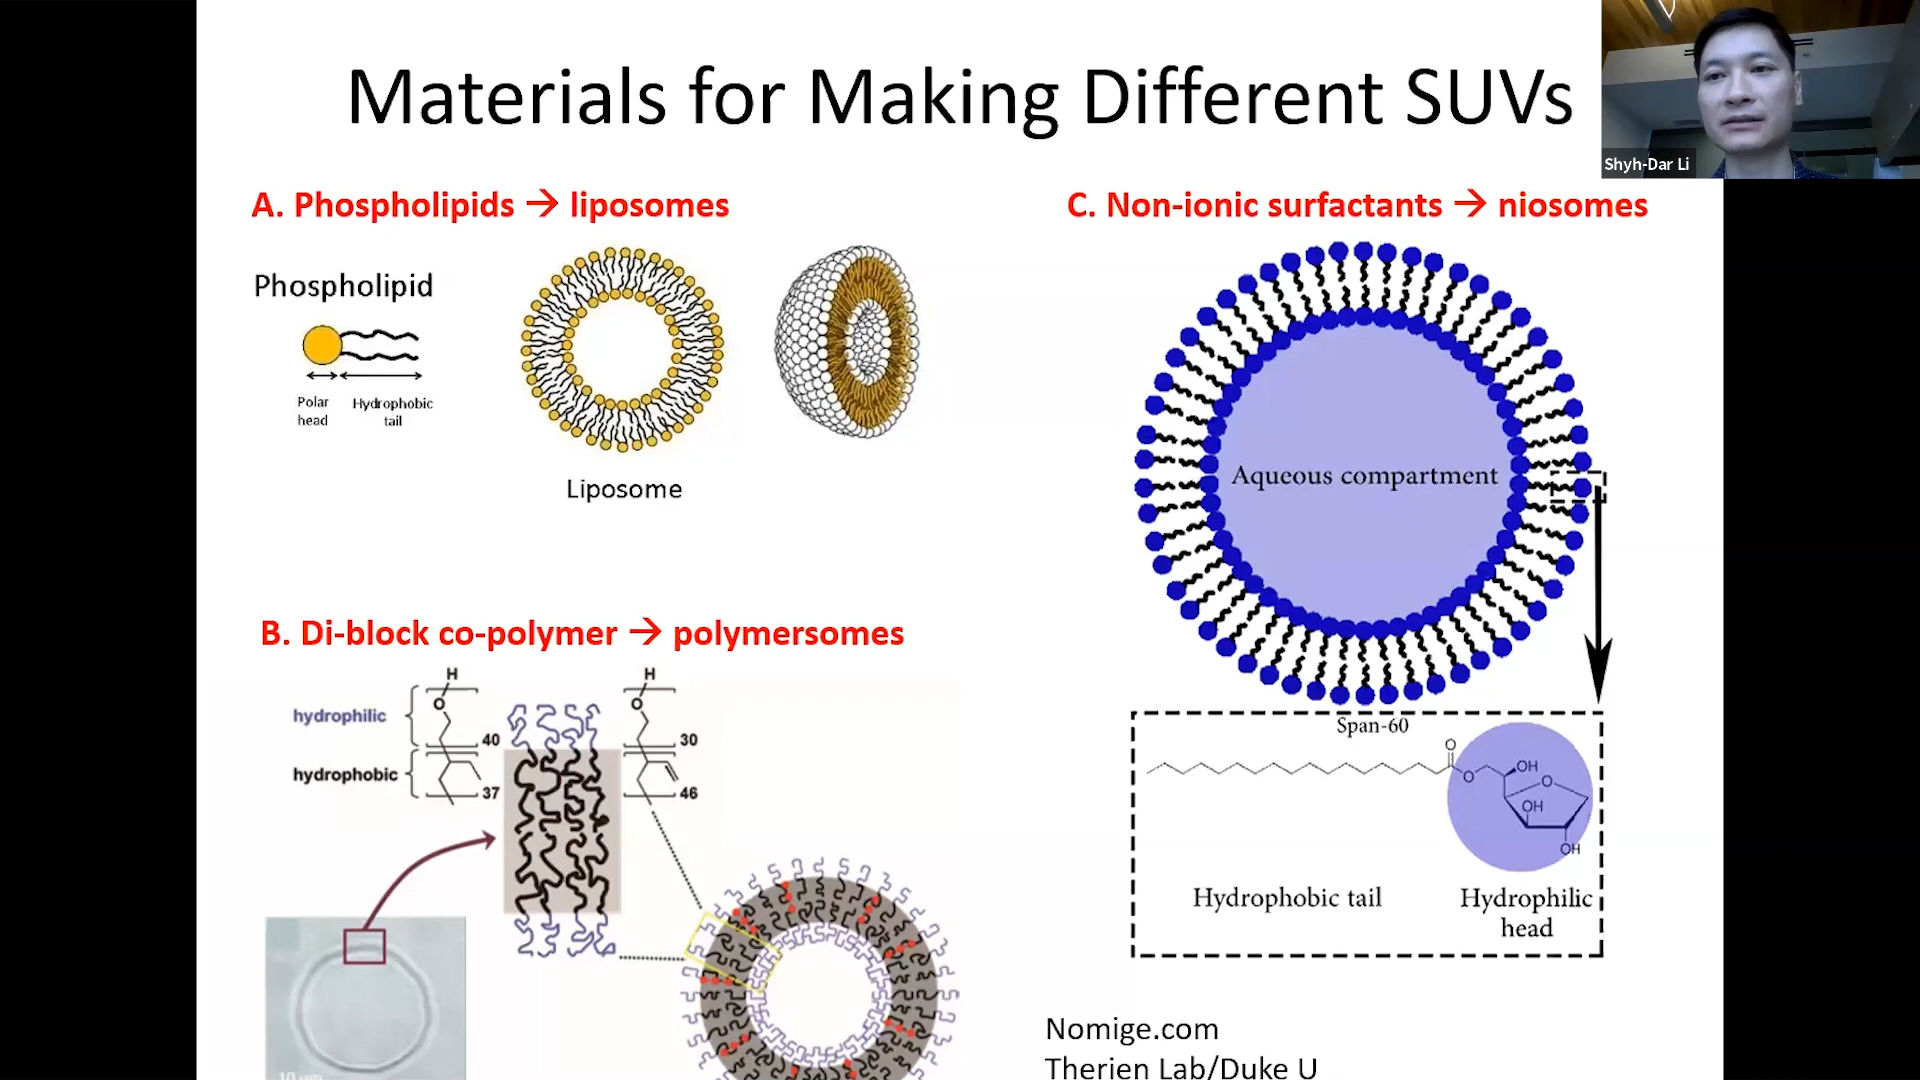 Materials for Making Different SUVs
Shyh-Dar Li
A. Phospholipids → liposomes
Phospholipid
Polar
head
Hydrophobic
tail
Liposome
B. Di-block co-polymer → polymersomes
hydrophilic
hydrophobic
H
O
40
37
H
O
30
46
10 µm
C. Non-ionic surfactants → niosomes
Aqueous compartment
Span-60
O
O
OH
O
OH
OH
Hydrophobic tail
Hydrophilic
head
Nomige.com
Therien Lab/Duke U